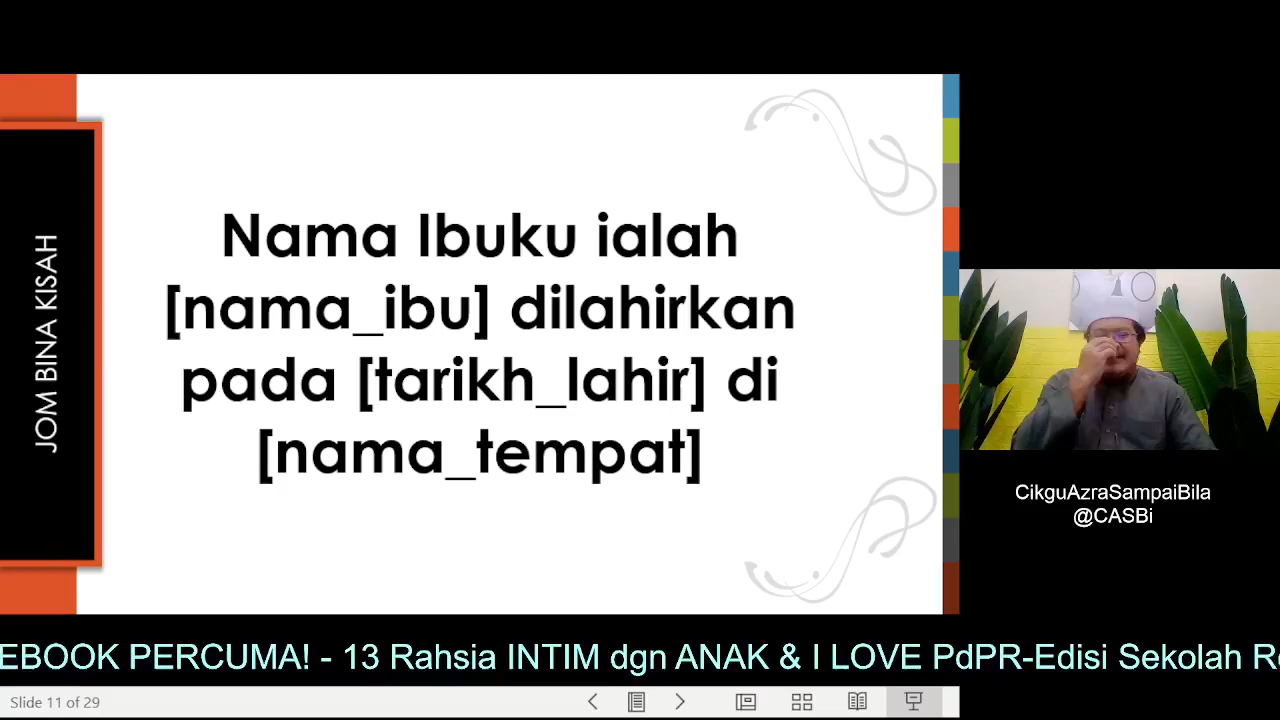 JOM BINA KISAH
Nama Ibuku ialah
[nama_ibu] dilahirkan
pada [tarikh_lahir] di
[nama_tempat]
CikguAzraSampaiBila
@CASBi
EBOOK PERCUMA! - 13 Rahsia INTIM dgn ANAK & I LOVE PdPR-Edisi Sekolah
Slide 11 of 29